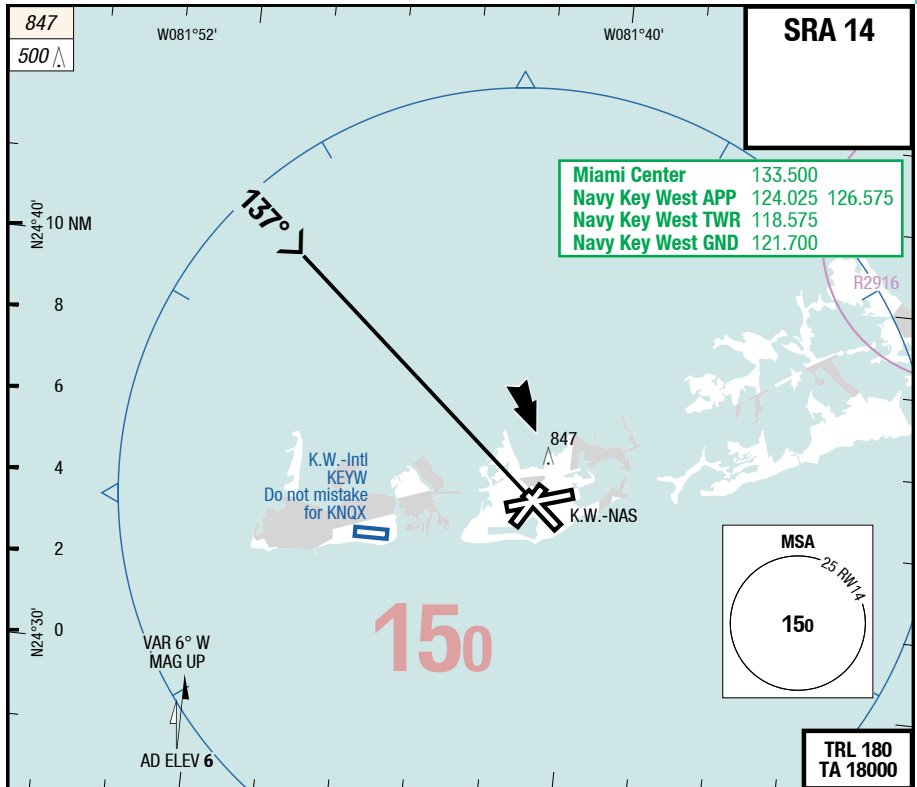 847
500
W081°52'
W081°40'
SRA 14
Miami Center 133.500
Navy Key West APP 124.025 126.575
Navy Key West TWR 118.575
Navy Key West GND 121.700
137°
N24°40'
10 NM
R2916
8
6
4
847
K.W.-Intl
KEYW
Do not mistake
for KNQX
K.W.-NAS
2
MSA
25 RW14
150
N24°30'
0
150
VAR 6° W
MAG UP
AD ELEV 6
TRL 180
TA 18000